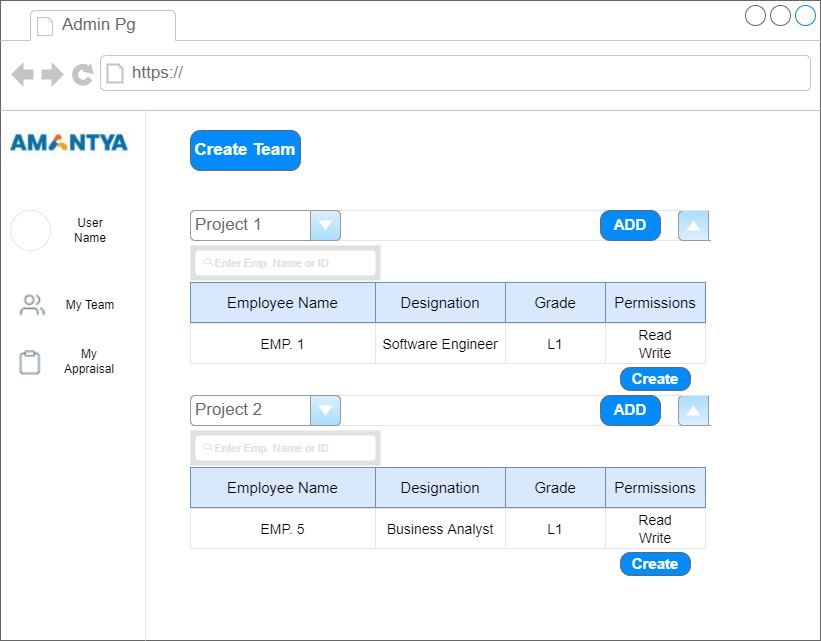 Admin Pg
https://
AMANTYA
Create Team
User
Name
My Team
My
Appraisal
Project 1
ADD
Enter Emp. Name or ID
Employee Name Designation Grade Permissions
EMP. 1 Software Engineer L1 Read
Write
Create
Project 2
ADD
Enter Emp. Name or ID
Employee Name Designation Grade Permissions
EMP. 5 Business Analyst L1 Read
Write
Create